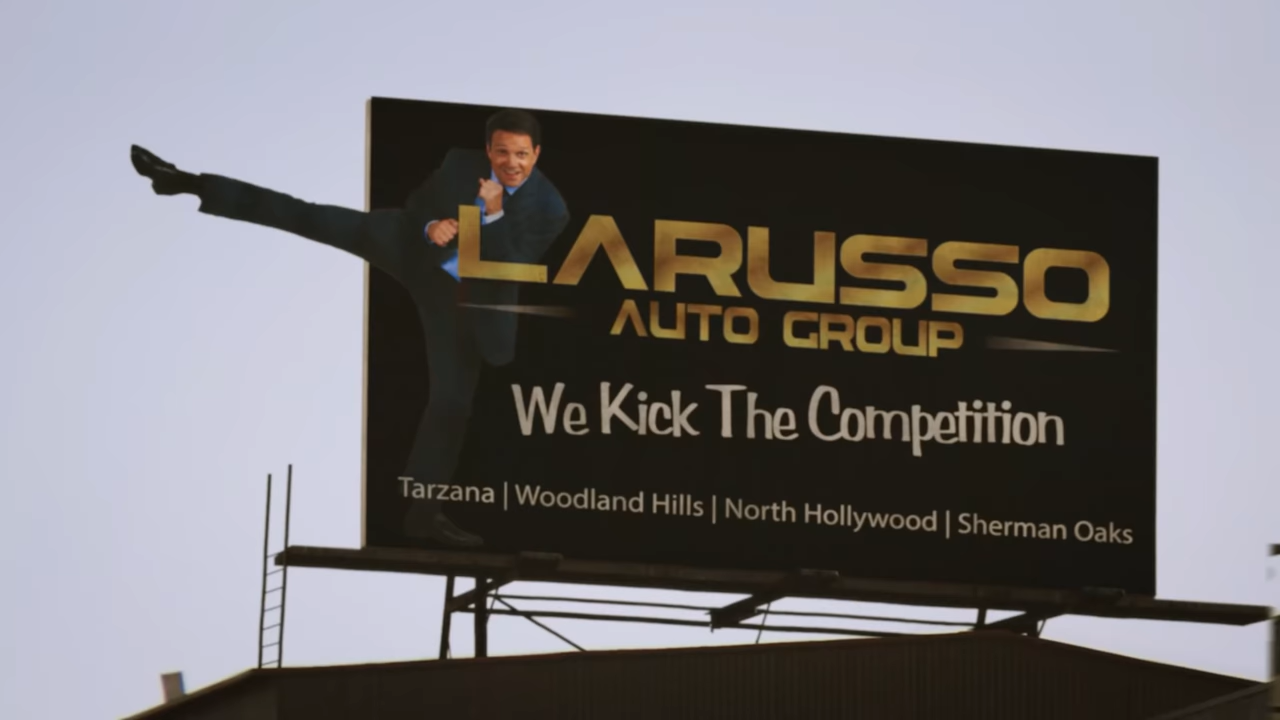 LARUSSO
AUTO GROUP
We Kick The Competition
Tarzana | Woodland Hills | North Hollywood | Sherman Oaks